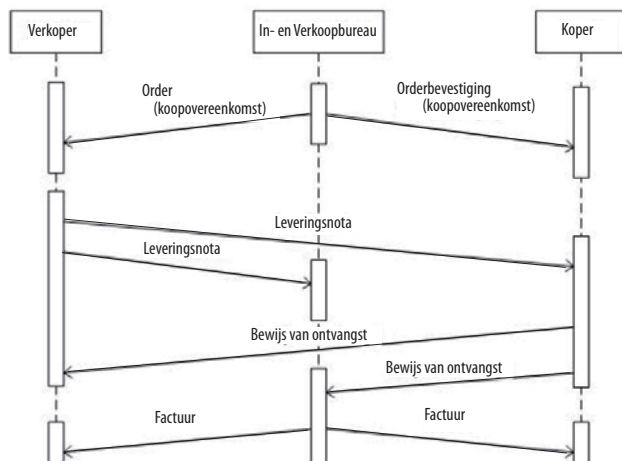 Verkoper
In- en Verkoopbureau
Koper
Order
(koopovereenkomst)
Orderbevestiging
(koopovereenkomst)
Leveringsnota
Leveringsnota
Bewijs van ontvangst
Bewijs van ontvangst
Factuur
Factuur